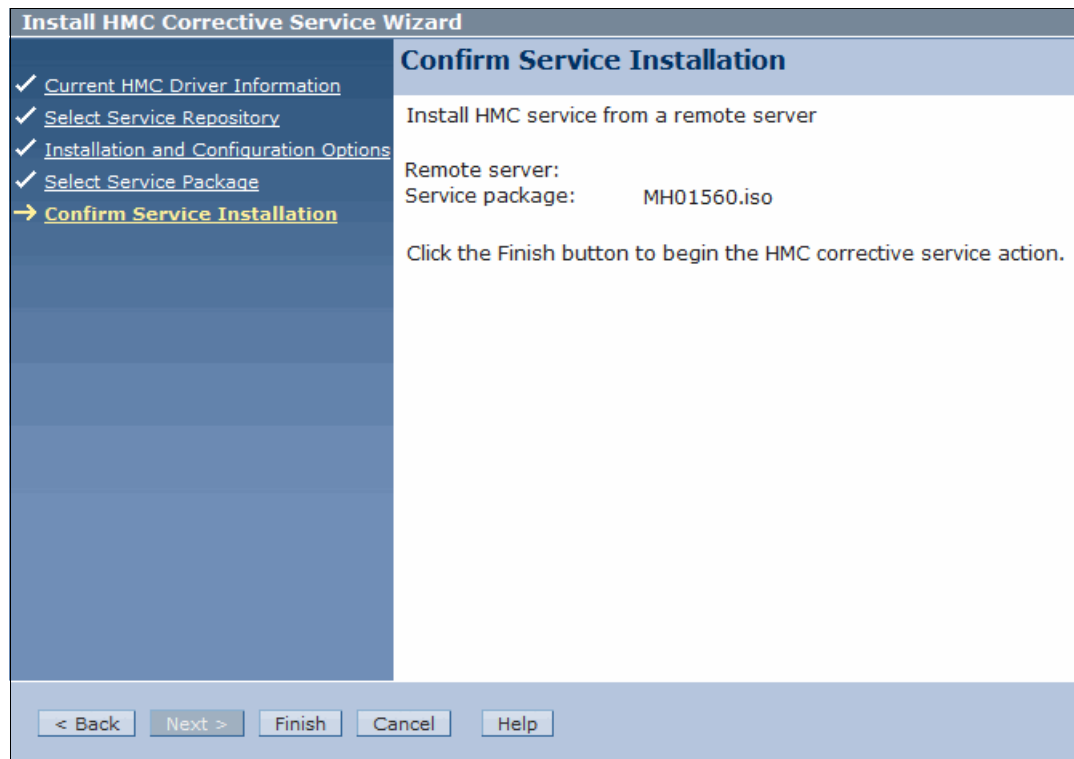 Install HMC Corrective Service Wizard
Current HMC Driver Information
Select Service Repository
Installation and Configuration Options
Select Service Package
Confirm Service Installation
Confirm Service Installation
Install HMC service from a remote server
Remote server:
Service package: MH01560.iso
Click the Finish button to begin the HMC corrective service action.
< Back Next > Finish Cancel Help